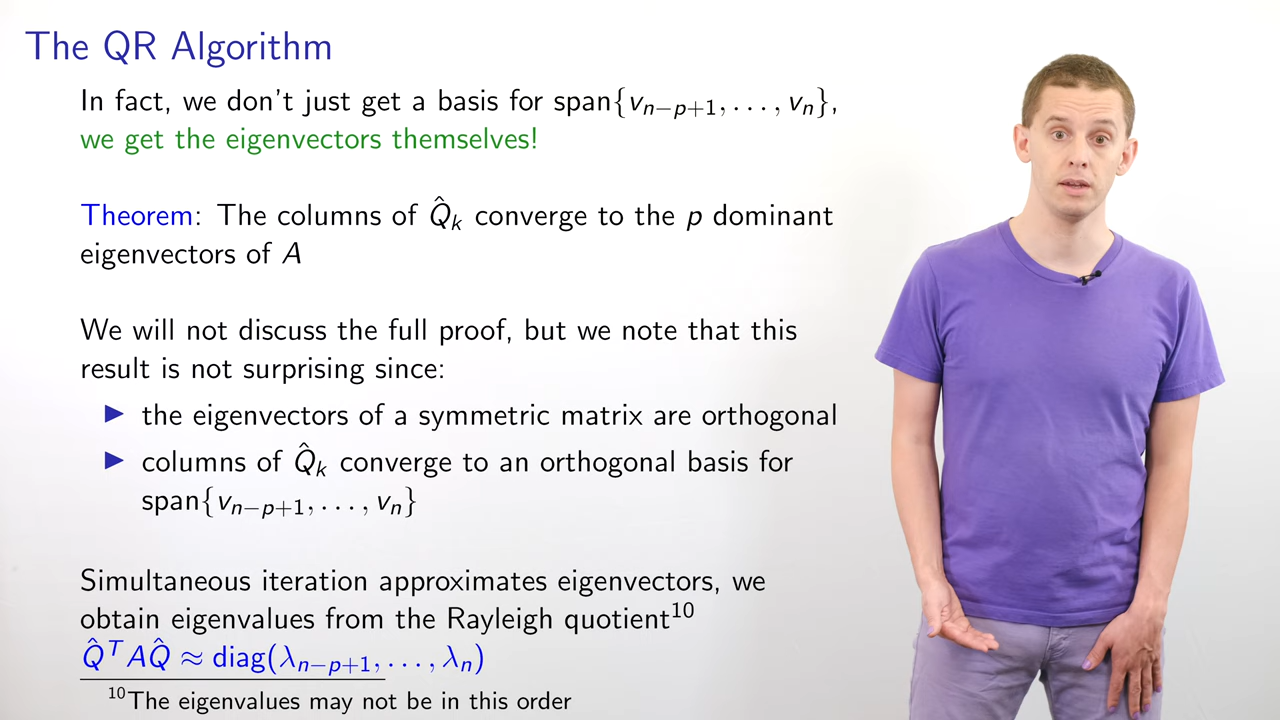 The QR Algorithm
In fact, we don't just get a basis for span{v_{n−p+1}, . . . , v_n},
we get the eigenvectors themselves!
Theorem: The columns of Q̂_k converge to the p dominant
eigenvectors of A
We will not discuss the full proof, but we note that this
result is not surprising since:
▶ the eigenvectors of a symmetric matrix are orthogonal
▶ columns of Q̂_k converge to an orthogonal basis for
span{v_{n−p+1}, . . . , v_n}
Simultaneous iteration approximates eigenvectors, we
obtain eigenvalues from the Rayleigh quotient¹⁰
Q̂ᵀAQ̂ ≈ diag(λ_{n−p+1}, . . . , λ_n)
¹⁰The eigenvalues may not be in this order